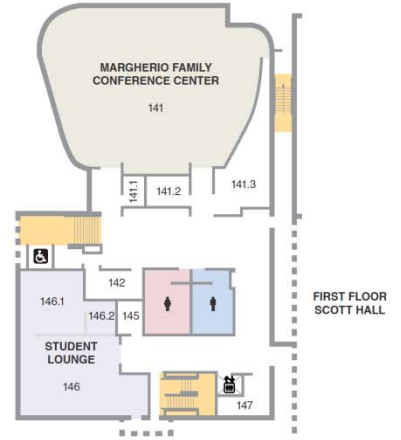 MARGHERIO FAMILY
CONFERENCE CENTER
141
141.1
141.2
141.3
142
146.1
146.2
145
FIRST FLOOR
SCOTT HALL
STUDENT
LOUNGE
146
147